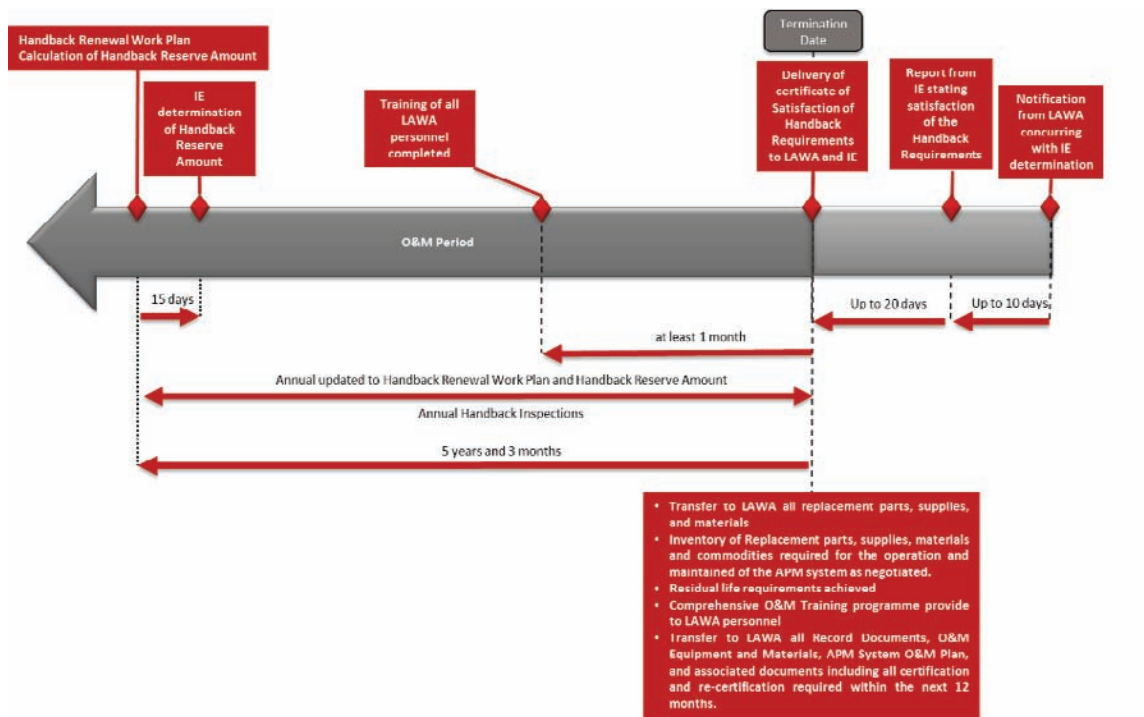 Handback Renewal Work Plan
Calculation of Handback Reserve Amount
IE
determination
of Handback
Reserve
Amount
Training of all
LAWA
personnel
completed
Termination
Date
Delivery of
certificate of
Satisfaction of
Handback
Requirements
to LAWA and IE
Report from
IE stating
satisfaction
of the
Handback
Requirements
Notification
from LAWA
concurring
with IE
determination
O&M Period
15 days
Up to 20 days
Up to 10 days
at least 1 month
Annual updated to Handback Renewal Work Plan and Handback Reserve Amount
Annual Handback Inspections
5 years and 3 months
• Transfer to LAWA all replacement parts, supplies,
and materials
• Inventory of Replacement parts, supplies, materials
and commodities required for the operation and
maintained of the APM system as negotiated.
• Residual life requirements achieved
• Comprehensive O&M Training programme provide
to LAWA personnel
• Transfer to LAWA all Record Documents, O&M
Equipment and Materials, APM System O&M Plan,
and associated documents including all certification
and re-certification required within the next 12
months.